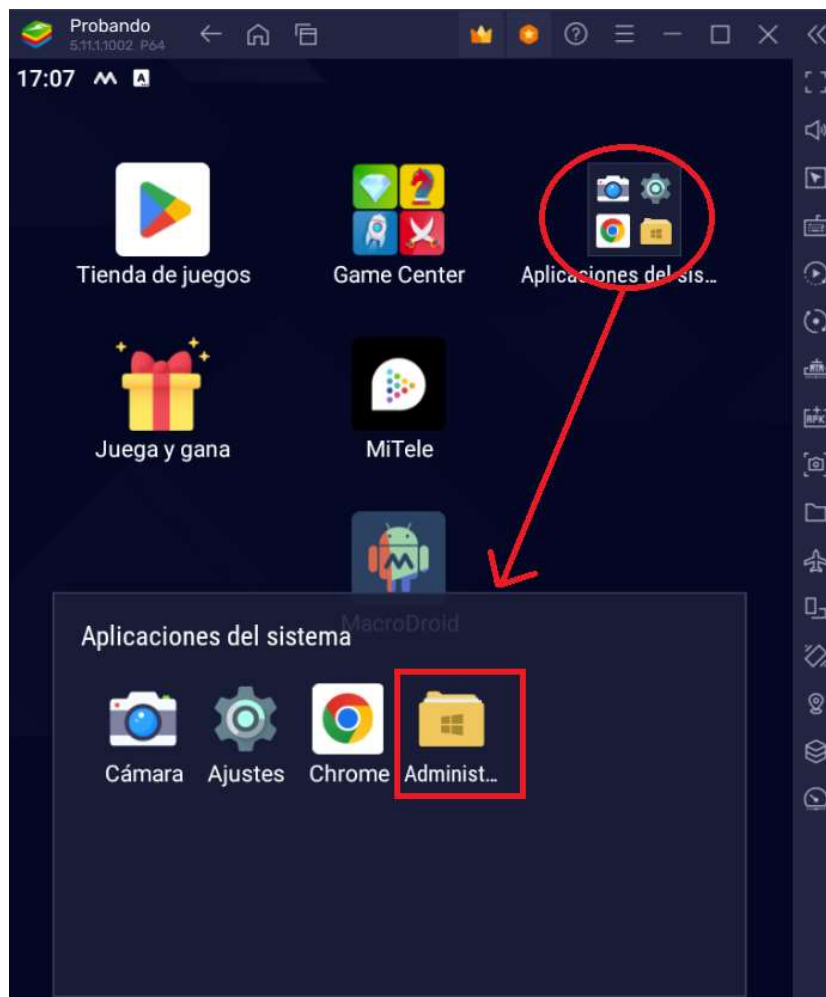 Probando
5.11.1.1002 P64
17:07
Tienda de juegos
Game Center
Aplicaciones del sis...
Juega y gana
MiTele
MacroDroid
Aplicaciones del sistema
Cámara
Ajustes
Chrome
Administ...